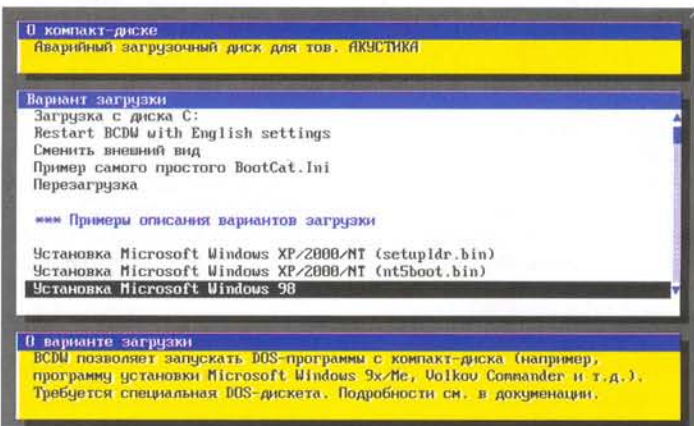 О компакт-диске
Аварийный загрузочный диск для тов. АКУСТИКА
Вариант загрузки
Загрузка с диска C:
Restart BCDW with English settings
Сменить внешний вид
Пример самого простого BootCat.Ini
Перезагрузка
*** Примеры описания вариантов загрузки
Установка Microsoft Windows XP/2000/NT (setupldr.bin)
Установка Microsoft Windows XP/2000/NT (nt5boot.bin)
Установка Microsoft Windows 98
О варианте загрузки
BCDW позволяет запускать DOS-программы с компакт-диска (например,
программу установки Microsoft Windows 9x/Me, Volkov Commander и т.д.).
Требуется специальная DOS-дискета. Подробности см. в докуменации.